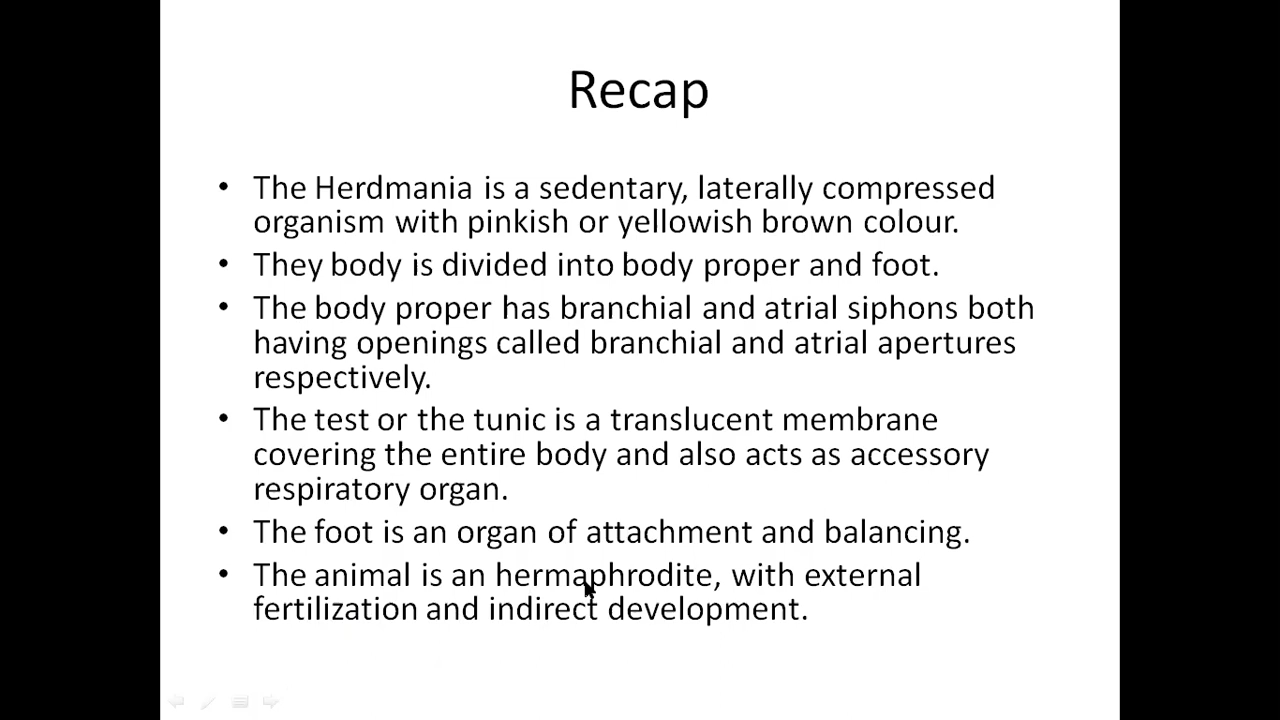 Recap
• The Herdmania is a sedentary, laterally compressed
organism with pinkish or yellowish brown colour.
• They body is divided into body proper and foot.
• The body proper has branchial and atrial siphons both
having openings called branchial and atrial apertures
respectively.
• The test or the tunic is a translucent membrane
covering the entire body and also acts as accessory
respiratory organ.
• The foot is an organ of attachment and balancing.
• The animal is an hermaphrodite, with external
fertilization and indirect development.